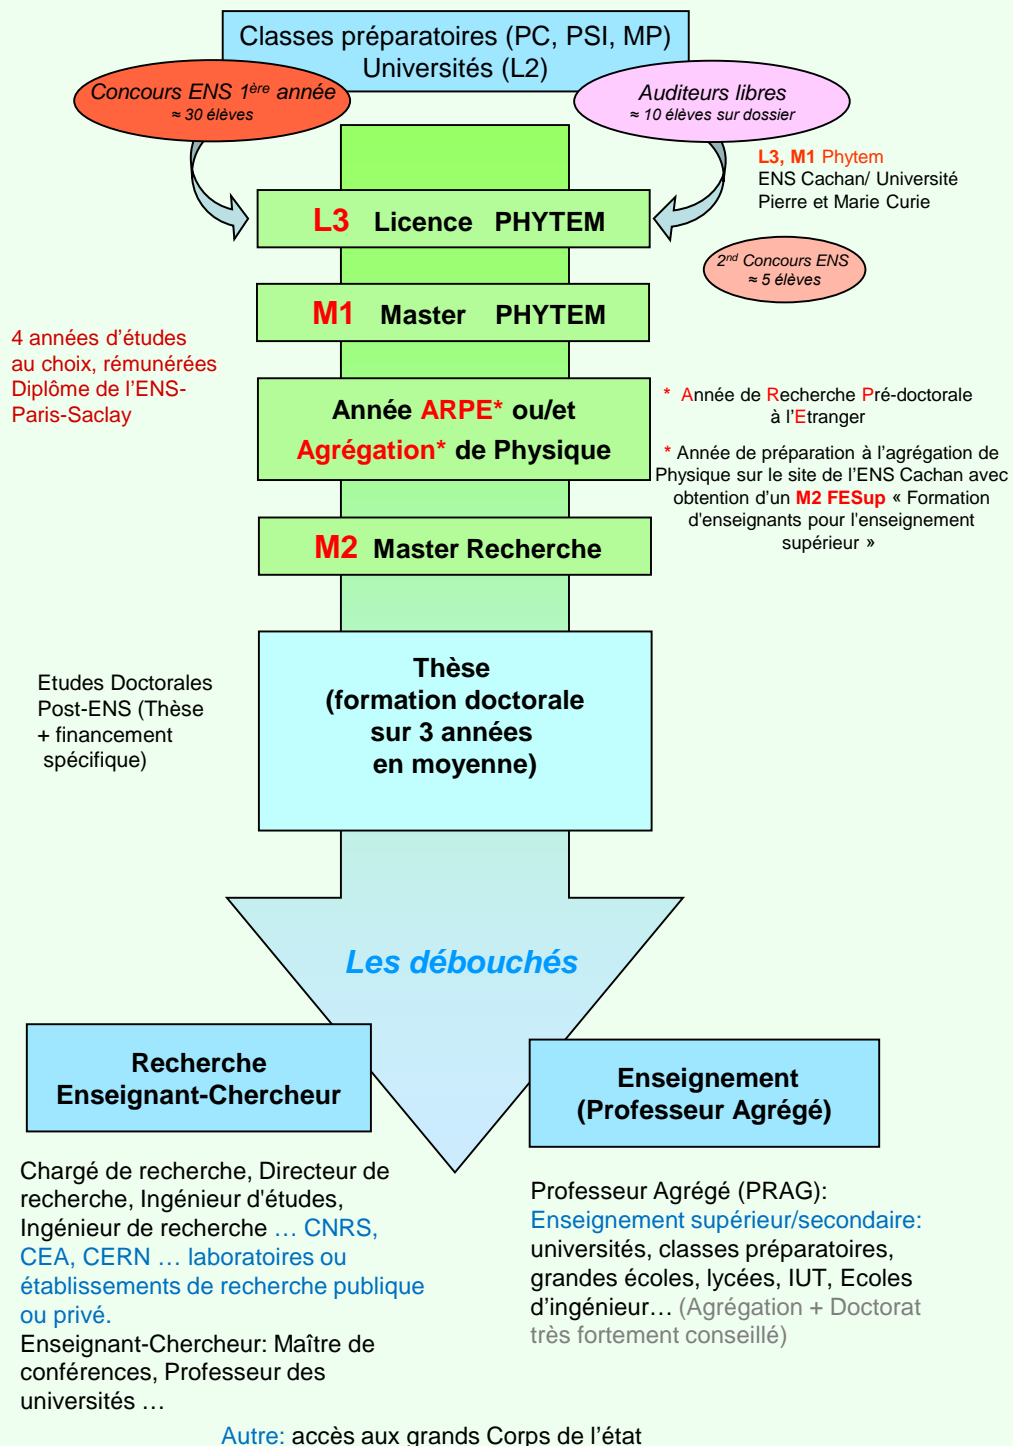 Classes préparatoires (PC, PSI, MP)
Universités (L2)
Concours ENS 1ère année
≈ 30 élèves
Auditeurs libres
≈ 10 élèves sur dossier
L3, M1 Phytem
ENS Cachan/ Université
Pierre et Marie Curie
L3 Licence PHYTEM
2nd Concours ENS
≈ 5 élèves
M1 Master PHYTEM
4 années d’études
au choix, rémunérées
Diplôme de l’ENS-
Paris-Saclay
Année ARPE* ou/et
Agrégation* de Physique
* Année de Recherche Pré-doctorale
à l’Etranger
* Année de préparation à l’agrégation de
Physique sur le site de l’ENS Cachan avec
obtention d’un M2 FESup « Formation
d'enseignants pour l'enseignement
supérieur »
M2 Master Recherche
Thèse
(formation doctorale
sur 3 années
en moyenne)
Etudes Doctorales
Post-ENS (Thèse
+ financement
spécifique)
Les débouchés
Recherche
Enseignant-Chercheur
Enseignement
(Professeur Agrégé)
Chargé de recherche, Directeur de
recherche, Ingénieur d'études,
Ingénieur de recherche … CNRS,
CEA, CERN … laboratoires ou
établissements de recherche publique
ou privé.
Enseignant-Chercheur: Maître de
conférences, Professeur des
universités …
Professeur Agrégé (PRAG):
Enseignement supérieur/secondaire:
universités, classes préparatoires,
grandes écoles, lycées, IUT, Ecoles
d’ingénieur… (Agrégation + Doctorat
très fortement conseillé)
Autre: accès aux grands Corps de l’état